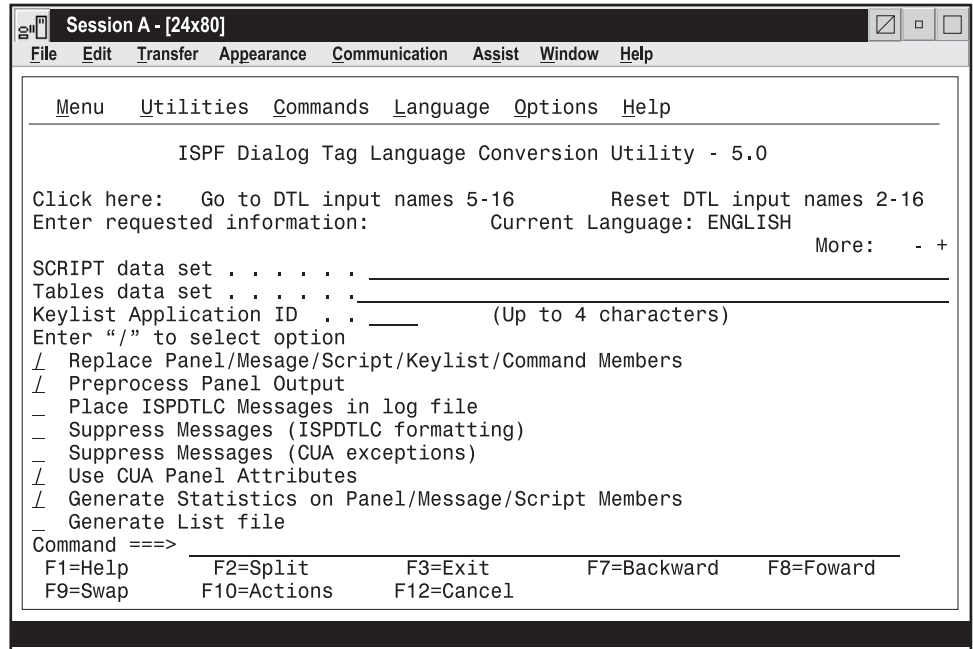 Session A - [24x80]
File Edit Transfer Appearance Communication Assist Window Help
Menu Utilities Commands Language Options Help
ISPF Dialog Tag Language Conversion Utility - 5.0
Click here: Go to DTL input names 5-16 Reset DTL input names 2-16
Enter requested information: Current Language: ENGLISH
More: - +
SCRIPT data set . . . . . .
Tables data set . . . . . .
Keylist Application ID . . ____ (Up to 4 characters)
Enter “/” to select option
/ Replace Panel/Mesage/Script/Keylist/Command Members
/ Preprocess Panel Output
_ Place ISPDTLC Messages in log file
_ Suppress Messages (ISPDTLC formatting)
_ Suppress Messages (CUA exceptions)
/ Use CUA Panel Attributes
/ Generate Statistics on Panel/Message/Script Members
_ Generate List file
Command ===>
F1=Help F2=Split F3=Exit F7=Backward F8=Foward
F9=Swap F10=Actions F12=Cancel